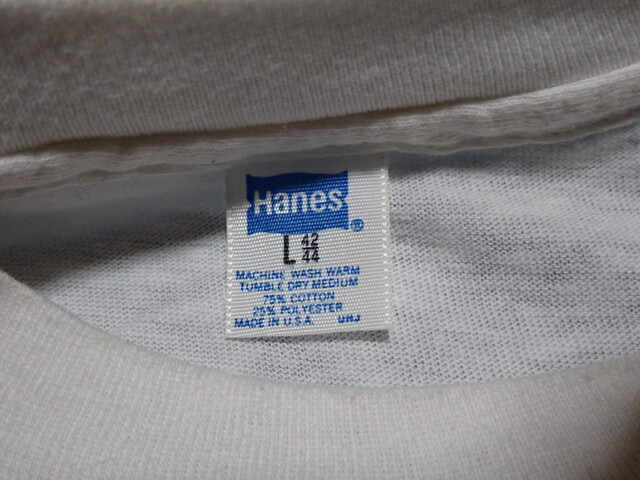 Hanes®
L 42/44
MACHINE WASH WARM
TUMBLE DRY MEDIUM
75% COTTON
25% POLYESTER
MADE IN U.S.A.